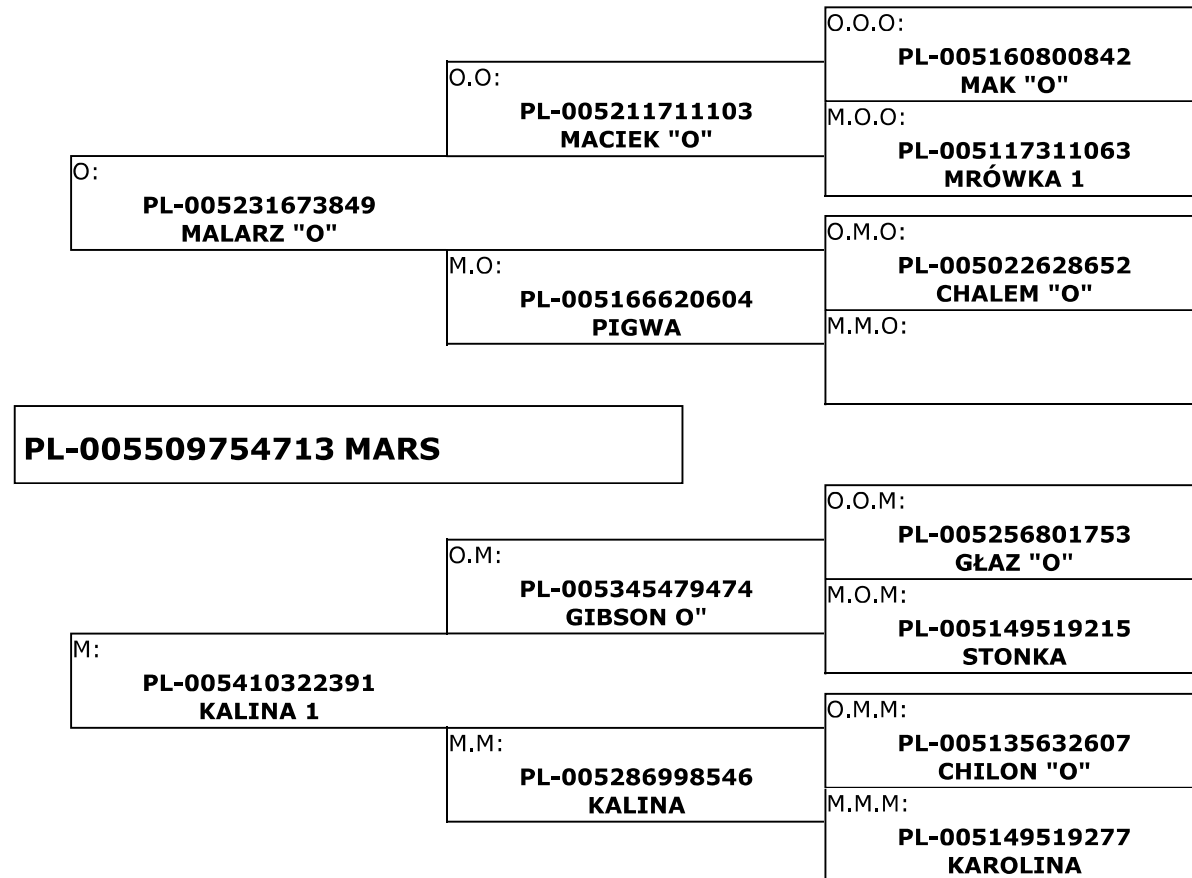 O.O.O:
PL-005160800842
MAK "O"
O.O:
PL-005211711103
MACIEK "O"
M.O.O:
PL-005117311063
MRÓWKA 1
O:
PL-005231673849
MALARZ "O"
O.M.O:
PL-005022628652
CHALEM "O"
M.O:
PL-005166620604
PIGWA
M.M.O:
PL-005509754713 MARS
O.O.M:
PL-005256801753
GŁAZ "O"
O.M:
PL-005345479474
GIBSON O"
M.O.M:
PL-005149519215
STONKA
M:
PL-005410322391
KALINA 1
O.M.M:
PL-005135632607
CHILON "O"
M.M:
PL-005286998546
KALINA
M.M.M:
PL-005149519277
KAROLINA